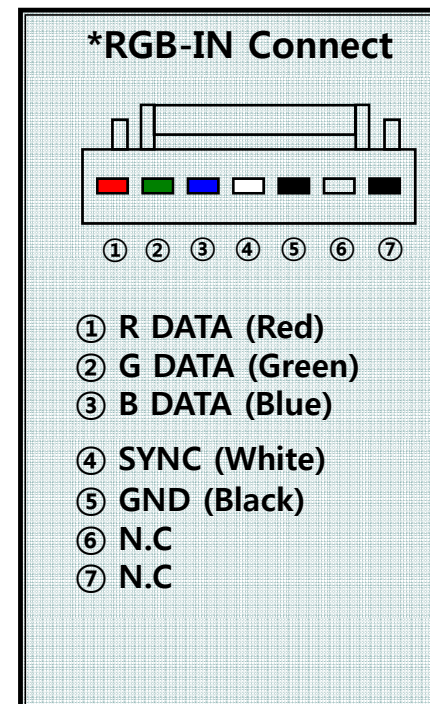 *RGB-IN Connect
① ② ③ ④ ⑤ ⑥ ⑦
① R DATA (Red)
② G DATA (Green)
③ B DATA (Blue)
④ SYNC (White)
⑤ GND (Black)
⑥ N.C
⑦ N.C